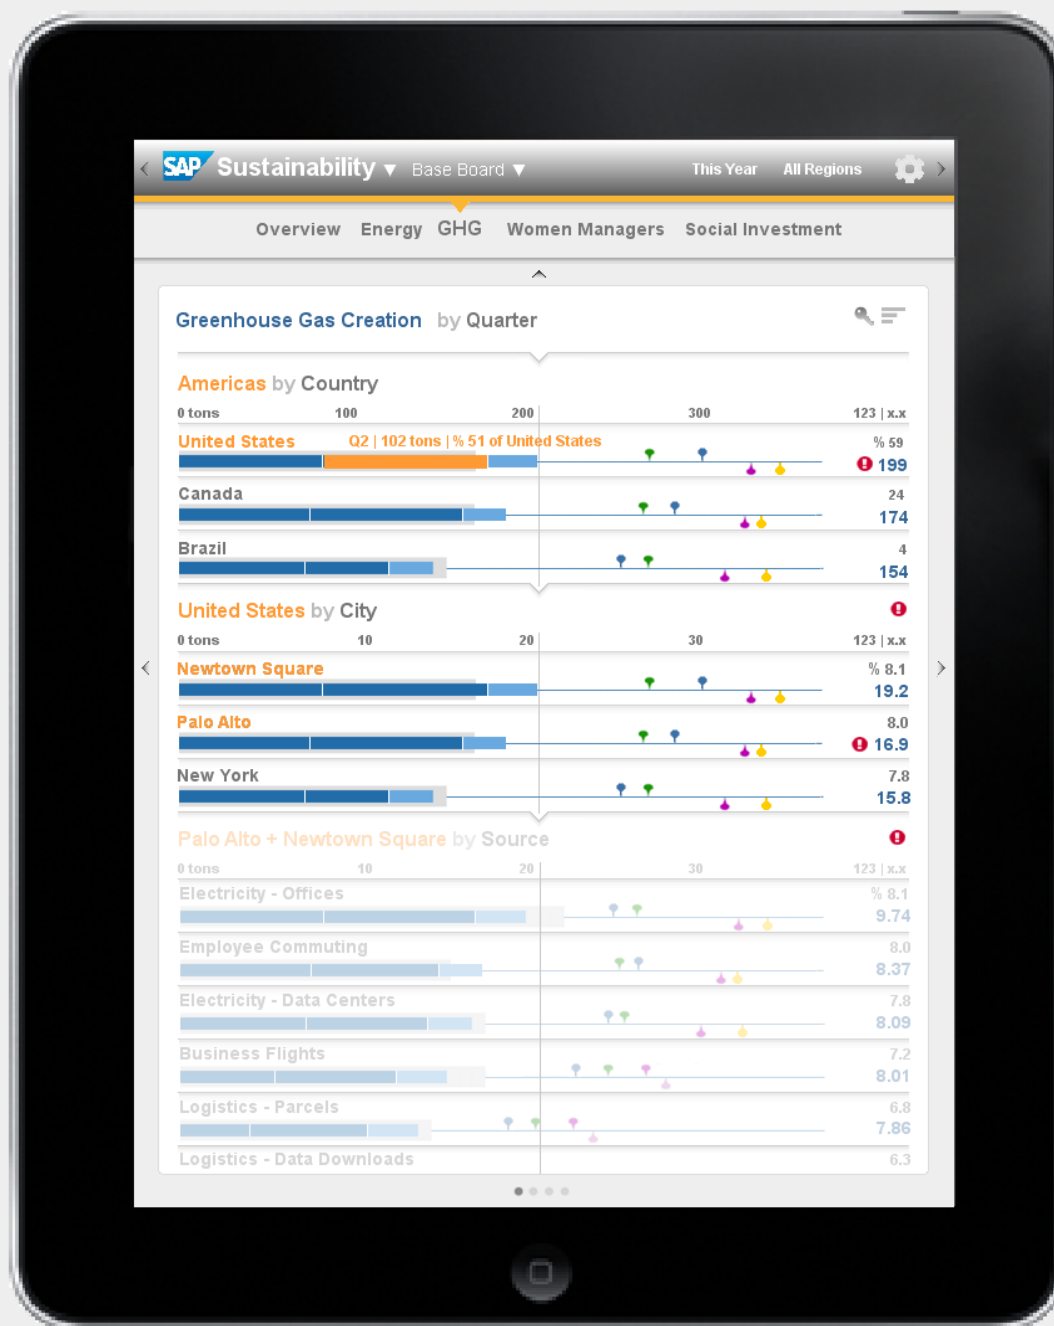 SAP Sustainability Base Board This Year All Regions
Overview Energy GHG Women Managers Social Investment
Greenhouse Gas Creation by Quarter
Americas by Country
0 tons 100 200 300 123 | x.x
United States Q2 | 102 tons | % 51 of United States % 59
199
Canada 24
174
Brazil 4
154
United States by City
0 tons 10 20 30 123 | x.x
Newtown Square % 8.1
19.2
Palo Alto 8.0
16.9
New York 7.8
15.8
Palo Alto + Newtown Square by Source
0 tons 10 20 30 123 | x.x
Electricity - Offices % 8.1
9.74
Employee Commuting 8.0
8.37
Electricity - Data Centers 7.8
8.09
Business Flights 7.2
8.01
Logistics - Parcels 6.8
7.86
Logistics - Data Downloads 6.3